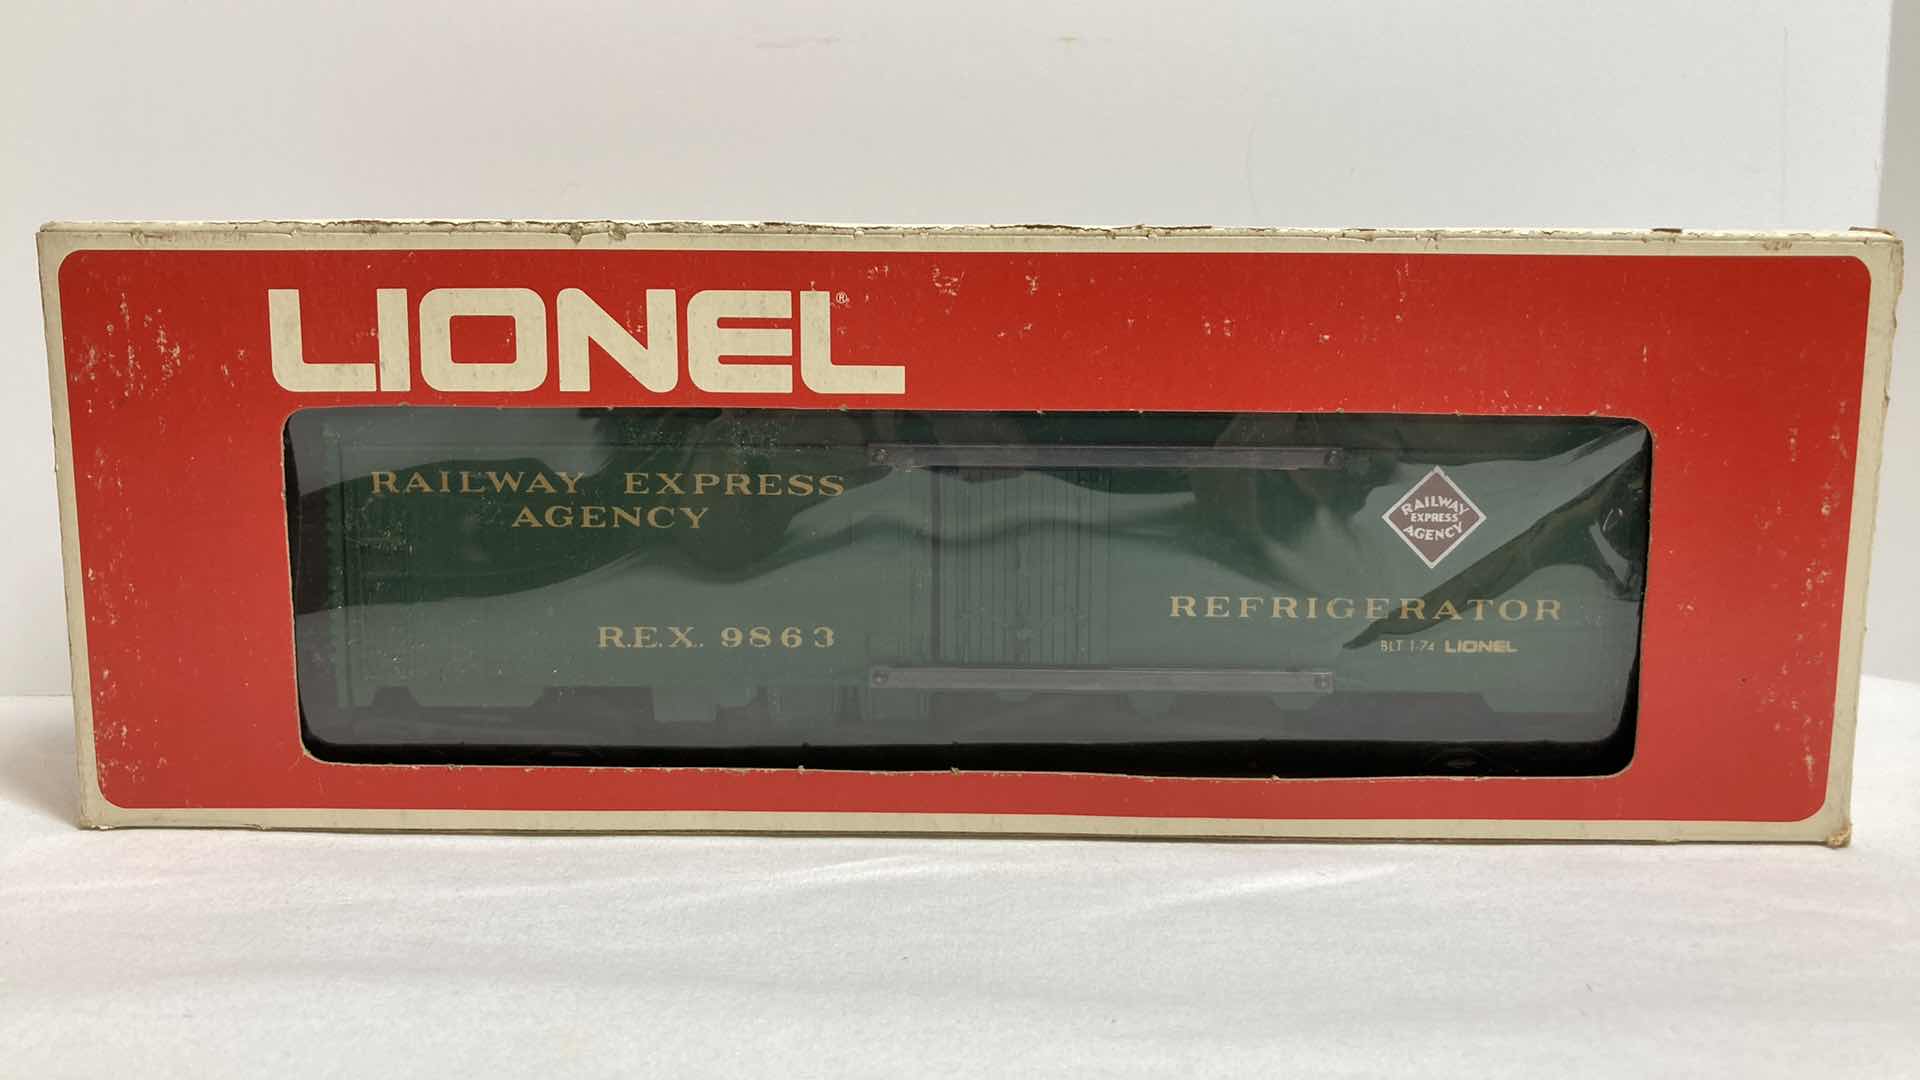 LIONEL®
RAILWAY EXPRESS
AGENCY
R.E.X. 9863
RAILWAY
EXPRESS
AGENCY
REFRIGERATOR
BLT 1-74 LIONEL